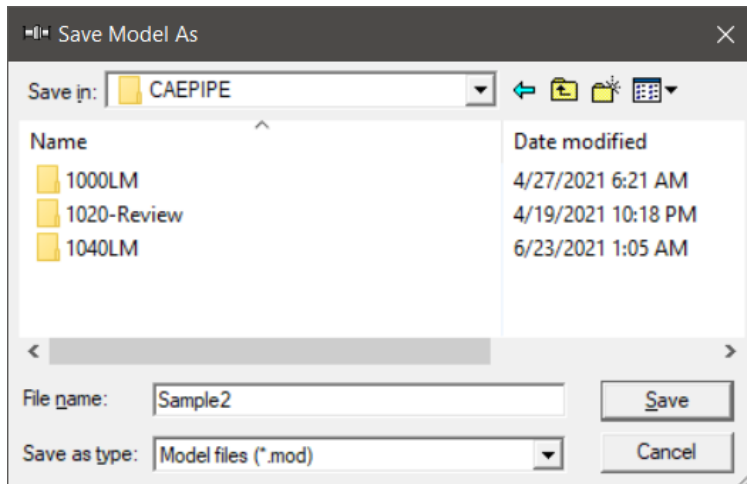 Save Model As
Save in: CAEPIPE
Name Date modified
1000LM 4/27/2021 6:21 AM
1020-Review 4/19/2021 10:18 PM
1040LM 6/23/2021 1:05 AM
File name: Sample2 Save
Save as type: Model files (*.mod) Cancel